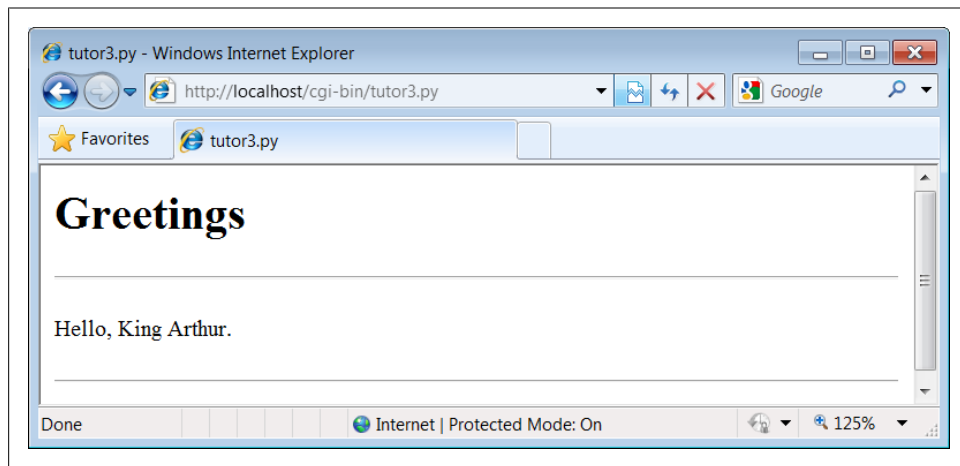 tutor3.py - Windows Internet Explorer
http://localhost/cgi-bin/tutor3.py
Google
Favorites
tutor3.py
Greetings
Hello, King Arthur.
Done
Internet | Protected Mode: On
125%